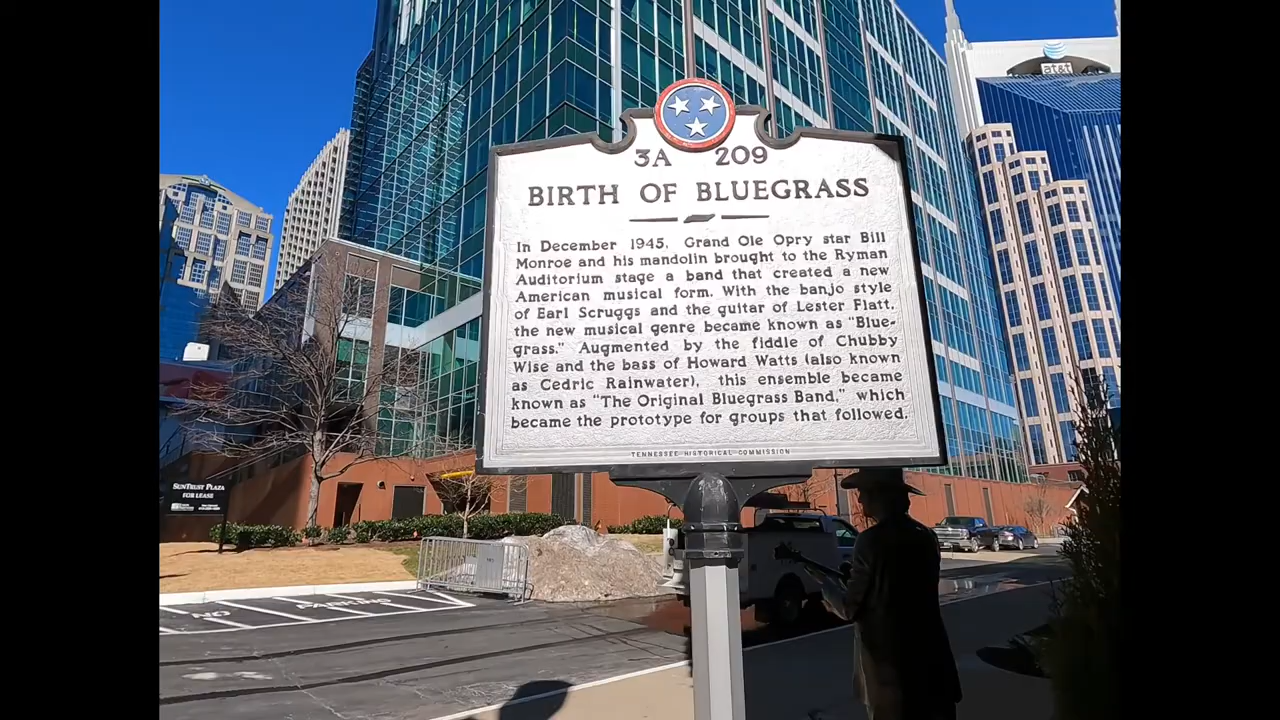 at&t
3A 209
BIRTH OF BLUEGRASS
In December 1945, Grand Ole Opry star Bill
Monroe and his mandolin brought to the Ryman
Auditorium stage a band that created a new
American musical form. With the banjo style
of Earl Scruggs and the guitar of Lester Flatt,
the new musical genre became known as "Blue-
grass." Augmented by the fiddle of Chubby
Wise and the bass of Howard Watts (also known
as Cedric Rainwater), this ensemble became
known as "The Original Bluegrass Band," which
became the prototype for groups that followed.
TENNESSEE HISTORICAL COMMISSION
SUNTRUST PLAZA
FOR LEASE
NO